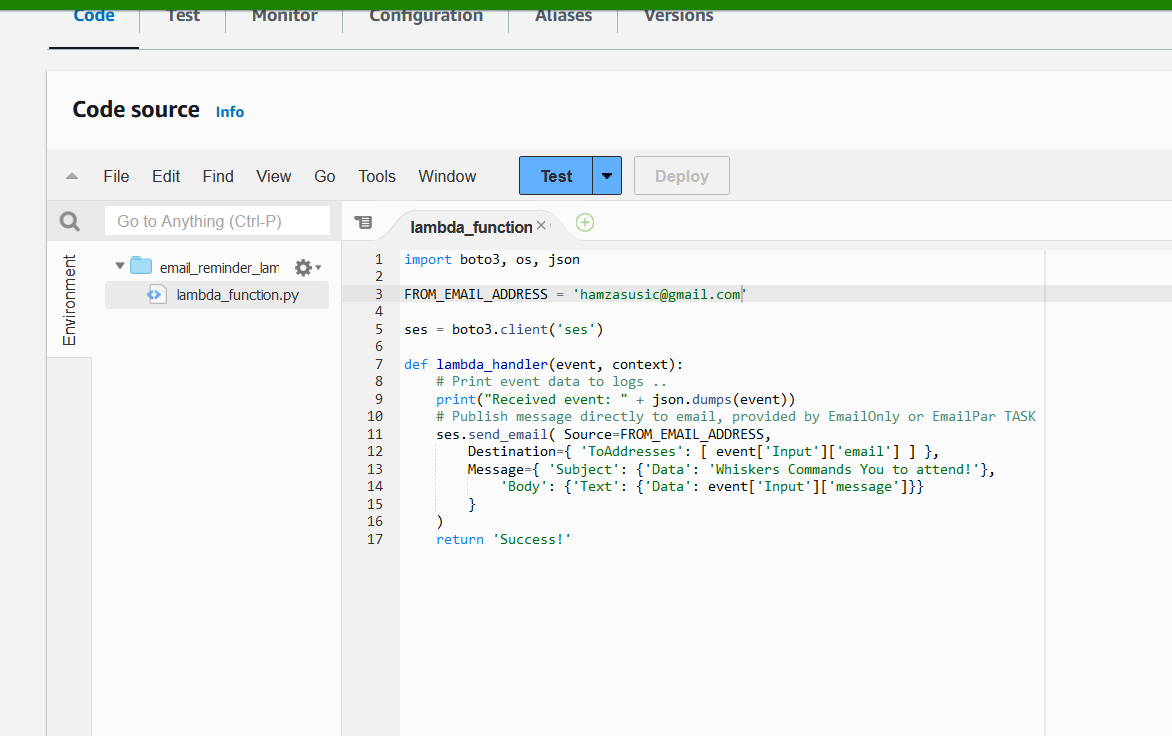 Code Test Monitor Configuration Aliases Versions
Code source Info
File Edit Find View Go Tools Window Test Deploy
Go to Anything (Ctrl-P) lambda_function
Environment
email_reminder_lam
lambda_function.py
1 import boto3, os, json
2
3 FROM_EMAIL_ADDRESS = 'hamzasusic@gmail.com'
4
5 ses = boto3.client('ses')
6
7 def lambda_handler(event, context):
8     # Print event data to logs ..
9     print("Received event: " + json.dumps(event))
10     # Publish message directly to email, provided by EmailOnly or EmailPar TASK
11     ses.send_email( Source=FROM_EMAIL_ADDRESS,
12         Destination={ 'ToAddresses': [ event['Input']['email'] ] },
13         Message={ 'Subject': {'Data': 'Whiskers Commands You to attend!'},
14             'Body': {'Text': {'Data': event['Input']['message']}}
15         }
16     )
17     return 'Success!'